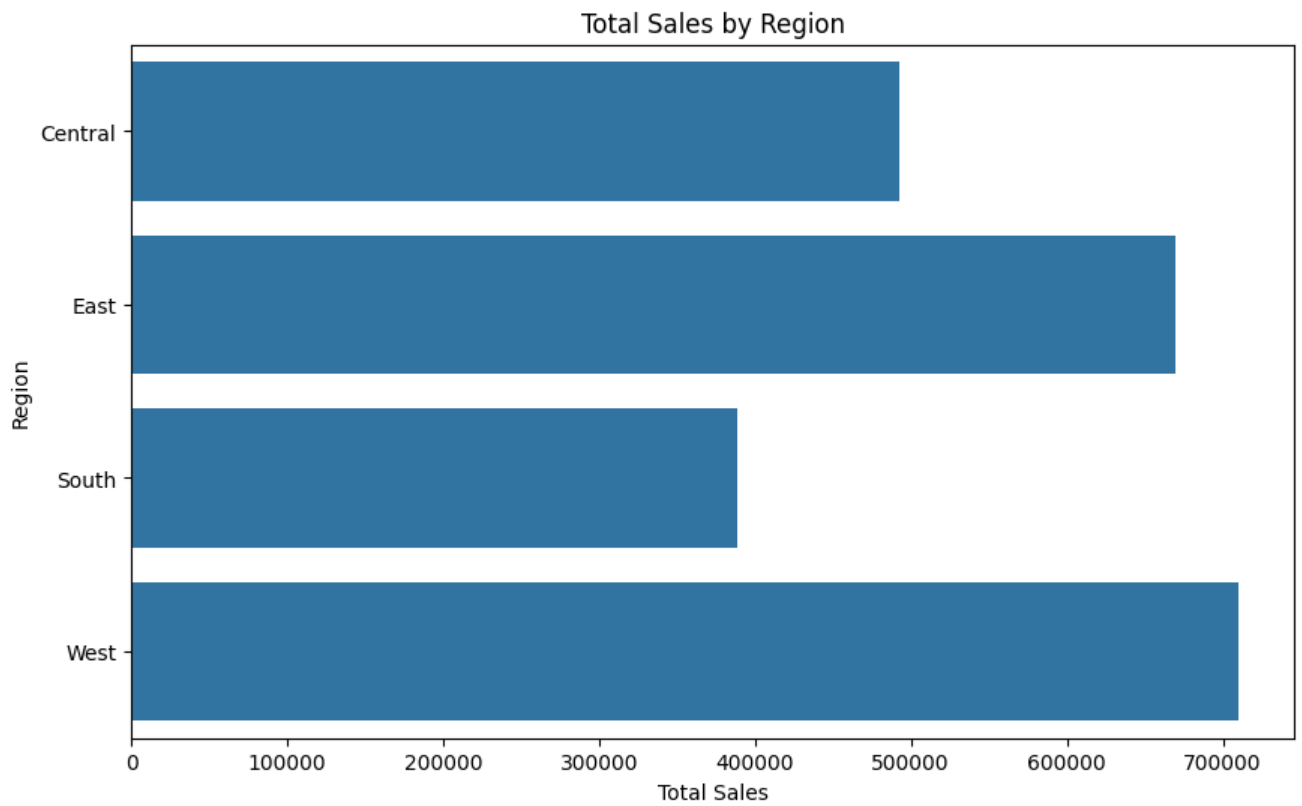 Total Sales by Region
Region
Central
East
South
West
0 100000 200000 300000 400000 500000 600000 700000
Total Sales